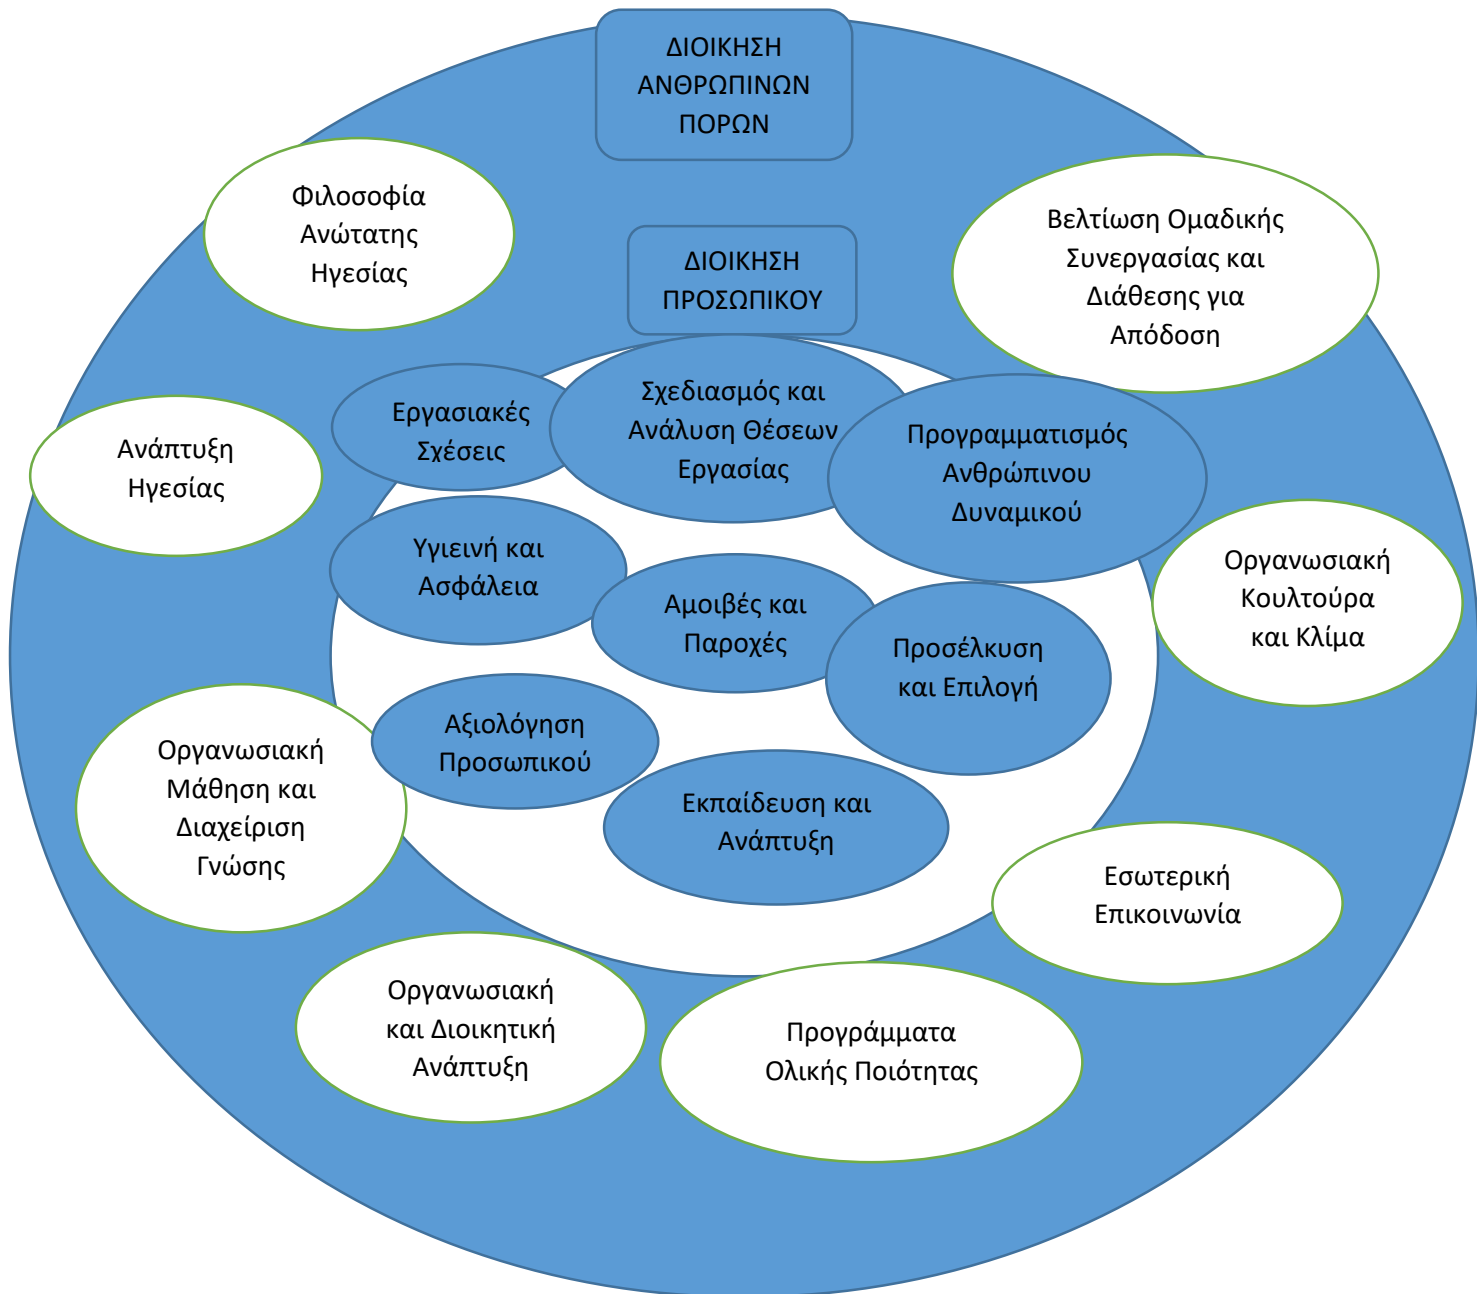 ΔΙΟΙΚΗΣΗ
ΑΝΘΡΩΠΙΝΩΝ
ΠΟΡΩΝ
Φιλοσοφία
Ανώτατης
Ηγεσίας
Βελτίωση Ομαδικής
Συνεργασίας και
Διάθεσης για
Απόδοση
ΔΙΟΙΚΗΣΗ
ΠΡΟΣΩΠΙΚΟΥ
Εργασιακές
Σχέσεις
Σχεδιασμός και
Ανάλυση Θέσεων
Εργασίας
Προγραμματισμός
Ανθρώπινου
Δυναμικού
Ανάπτυξη
Ηγεσίας
Υγιεινή και
Ασφάλεια
Αμοιβές και
Παροχές
Προσέλκυση
και Επιλογή
Οργανωσιακή
Κουλτούρα
και Κλίμα
Οργανωσιακή
Μάθηση και
Διαχείριση
Γνώσης
Αξιολόγηση
Προσωπικού
Εκπαίδευση και
Ανάπτυξη
Εσωτερική
Επικοινωνία
Οργανωσιακή
και Διοικητική
Ανάπτυξη
Προγράμματα
Ολικής Ποιότητας